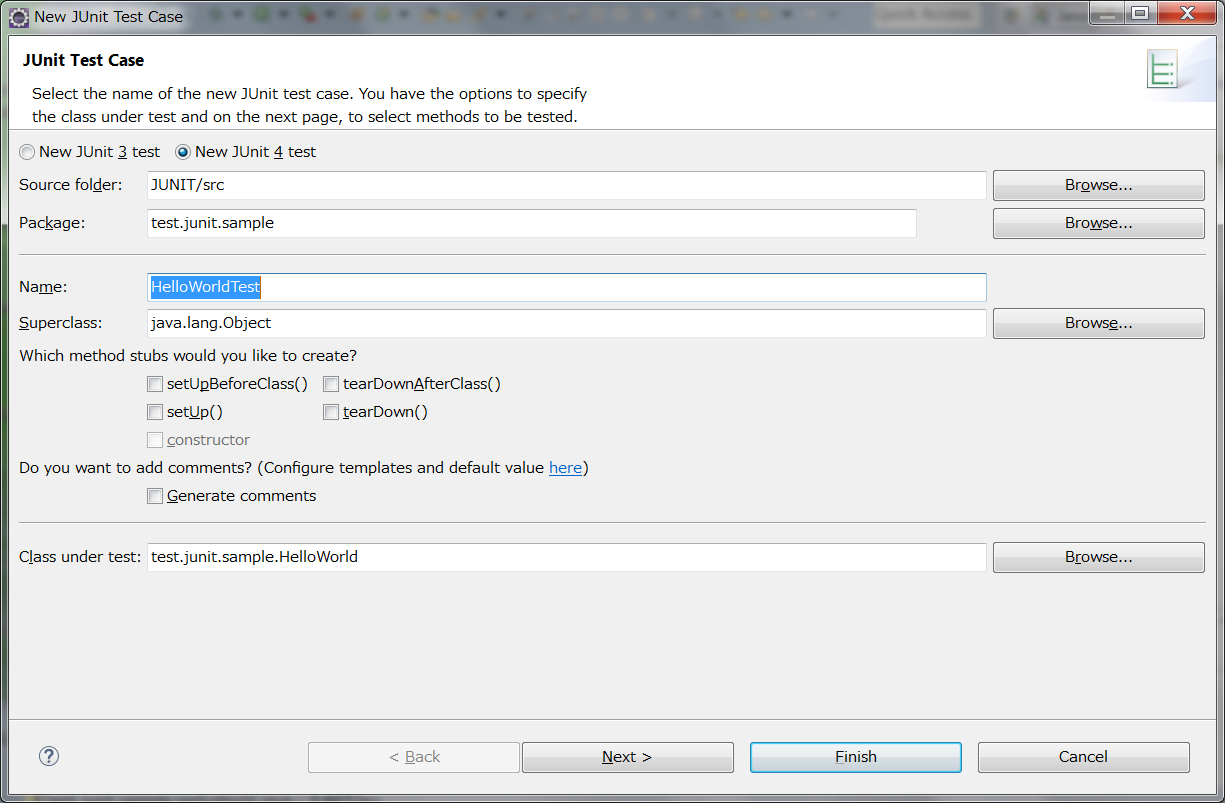 New JUnit Test Case
JUnit Test Case
Select the name of the new JUnit test case. You have the options to specify
the class under test and on the next page, to select methods to be tested.
New JUnit 3 test New JUnit 4 test
Source folder: JUNIT/src Browse...
Package: test.junit.sample Browse...
Name: HelloWorldTest
Superclass: java.lang.Object Browse...
Which method stubs would you like to create?
setUpBeforeClass() tearDownAfterClass()
setUp() tearDown()
constructor
Do you want to add comments? (Configure templates and default value here)
Generate comments
Class under test: test.junit.sample.HelloWorld Browse...
? < Back Next > Finish Cancel